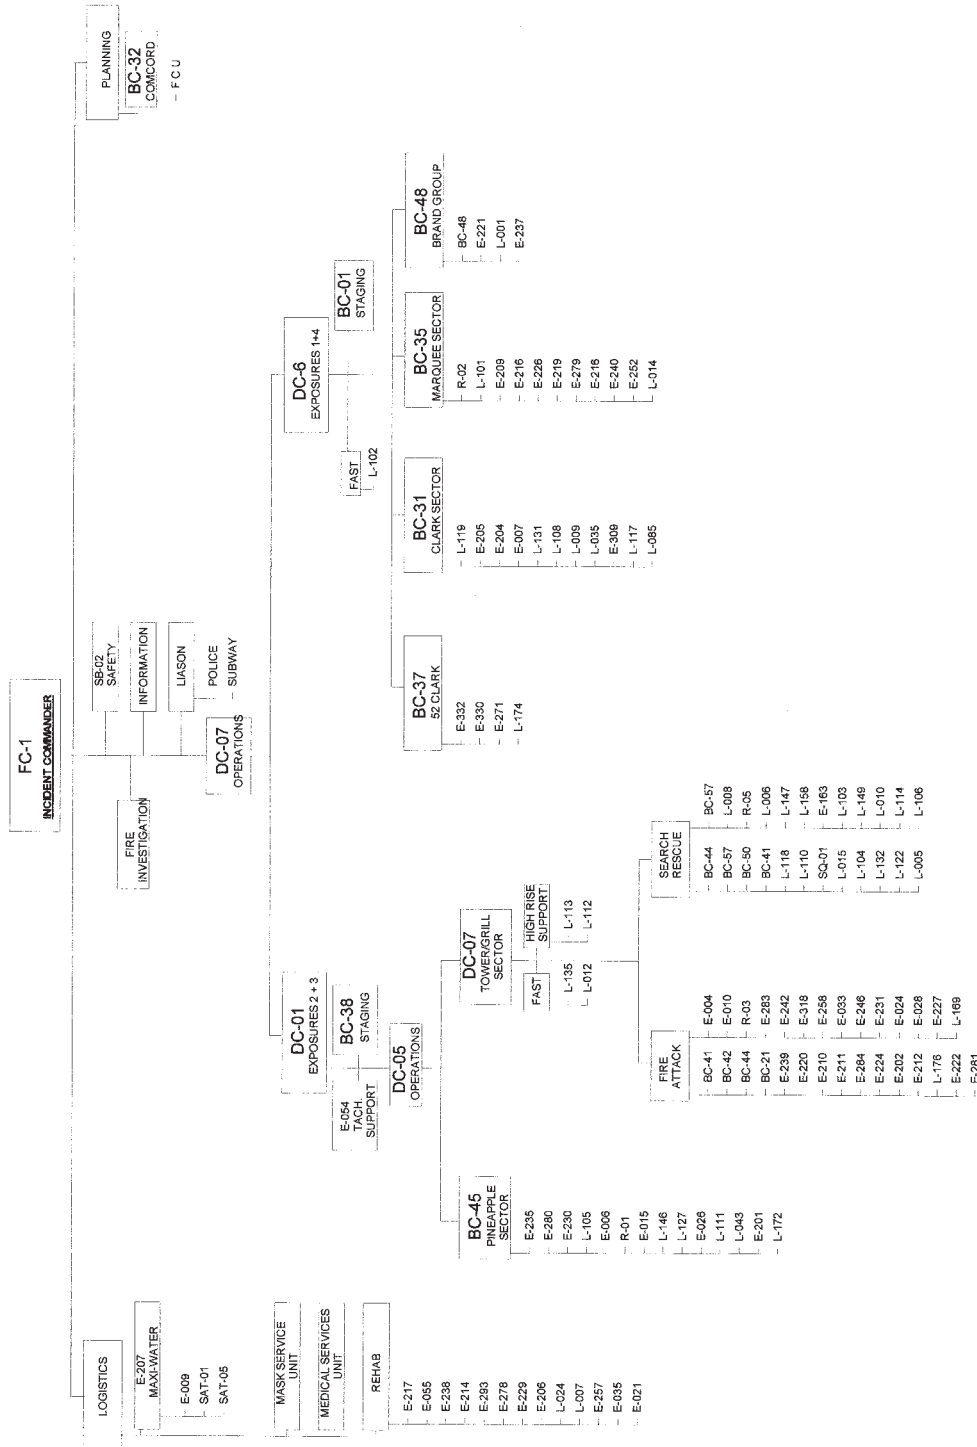 FC-1
INCIDENT COMMANDER
FIRE
INVESTIGATION
SB-02
SAFETY
INFORMATION
LIASON
POLICE
SUBWAY
DC-07
OPERATIONS
LOGISTICS
E-207
MAXI-WATER
E-009
SAT-01
SAT-05
MASK SERVICE
UNIT
MEDICAL SERVICES
UNIT
REHAB
E-217
E-055
E-238
E-214
E-293
E-278
E-229
E-206
L-024
L-007
E-257
E-035
E-021
PLANNING
BC-32
COMCORD
F C U
DC-01
EXPOSURES 2 + 3
E-054
TACH.
SUPPORT
BC-38
STAGING
DC-05
OPERATIONS
BC-45
PINEAPPLE
SECTOR
E-235
E-280
E-230
L-105
E-006
R-01
E-015
L-146
L-127
E-026
L-111
L-043
E-201
L-172
DC-07
TOWER/GRILL
SECTOR
FAST
L-135
L-012
HIGH RISE
SUPPORT
L-113
L-112
FIRE
ATTACK
BC-41
BC-42
BC-44
BC-21
E-239
E-220
E-210
E-211
E-284
E-224
E-202
E-212
L-176
E-222
E-281
E-004
E-010
R-03
E-283
E-242
E-318
E-258
E-033
E-246
E-231
E-024
E-028
E-227
L-169
SEARCH
RESCUE
BC-44
BC-57
BC-50
BC-41
L-118
L-110
SQ-01
L-015
L-104
L-132
L-122
L-005
BC-57
L-008
R-05
L-006
L-147
L-158
E-163
L-103
L-149
L-010
L-114
L-106
DC-6
EXPOSURES 1+4
FAST
L-102
BC-01
STAGING
BC-37
52 CLARK
E-332
E-330
E-271
L-174
BC-31
CLARK SECTOR
L-119
E-205
E-204
E-007
L-131
L-108
L-009
L-035
E-309
L-117
L-085
BC-35
MARQUEE SECTOR
R-02
L-101
E-209
E-216
E-226
E-219
E-279
E-216
E-240
E-252
L-014
BC-48
BRAND GROUP
BC-48
E-221
L-001
E-237